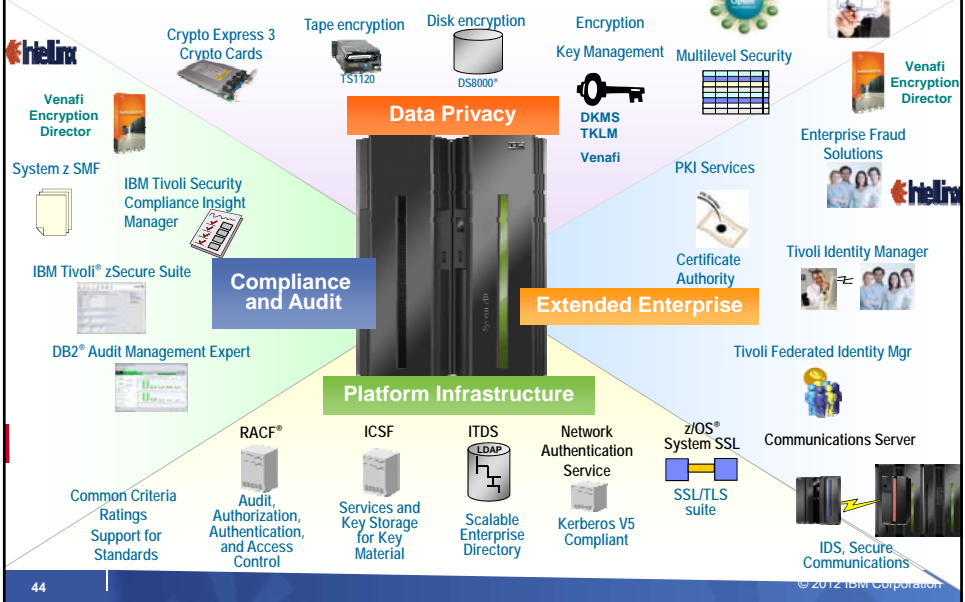 Intellinx
Crypto Express 3
Crypto Cards
Tape encryption
TS1120
Disk encryption
DS8000®
Encryption
Key Management
DKMS
TKLM
Venafi
Multilevel Security
Venafi
Encryption
Director
Venafi
Encryption
Director
Data Privacy
IBM
System z10
System z SMF
IBM Tivoli Security
Compliance Insight
Manager
IBM Tivoli® zSecure Suite
DB2® Audit Management Expert
Compliance
and Audit
PKI Services
Certificate
Authority
Enterprise Fraud
Solutions
Intellinx
Tivoli Identity Manager
Extended Enterprise
Tivoli Federated Identity Mgr
Platform Infrastructure
Common Criteria
Ratings
Support for
Standards
RACF®
Audit,
Authorization,
Authentication,
and Access
Control
ICSF
Services and
Key Storage
for Key
Material
ITDS
LDAP
Scalable
Enterprise
Directory
Network
Authentication
Service
Kerberos V5
Compliant
z/OS®
System SSL
SSL/TLS
suite
Communications Server
IDS, Secure
Communications
44
© 2012 IBM Corporation